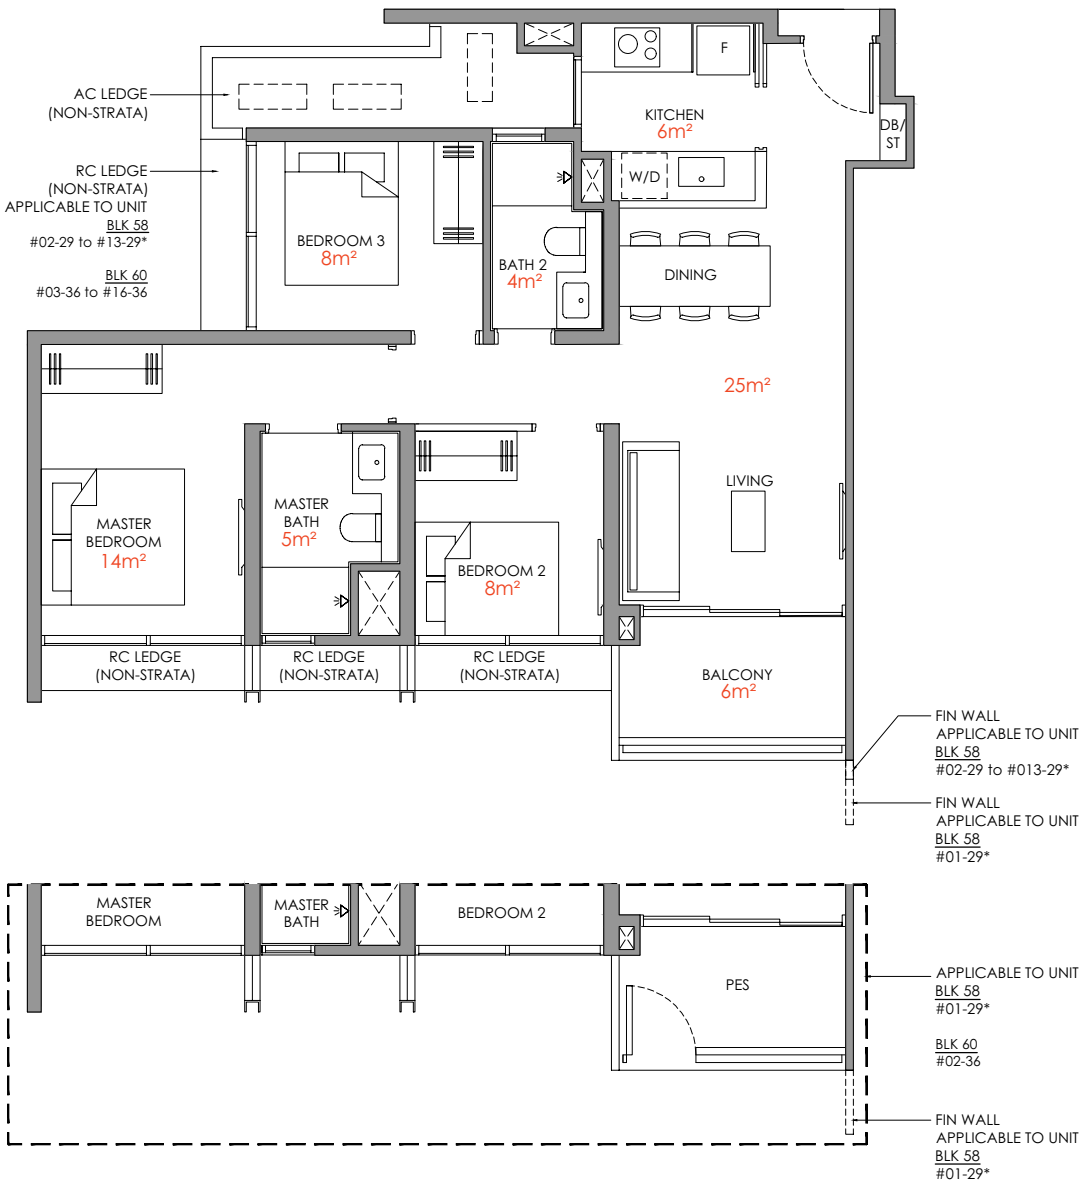 AC LEDGE
(NON-STRATA)
RC LEDGE
(NON-STRATA)
APPLICABLE TO UNIT
BLK 58
#02-29 to #13-29*
BLK 60
#03-36 to #16-36
F
KITCHEN
6m²
DB/
ST
W/D
BEDROOM 3
8m²
BATH 2
4m²
DINING
25m²
LIVING
MASTER
BEDROOM
14m²
MASTER
BATH
5m²
BEDROOM 2
8m²
RC LEDGE
(NON-STRATA)
RC LEDGE
(NON-STRATA)
RC LEDGE
(NON-STRATA)
BALCONY
6m²
FIN WALL
APPLICABLE TO UNIT
BLK 58
#02-29 to #013-29*
FIN WALL
APPLICABLE TO UNIT
BLK 58
#01-29*
MASTER
BEDROOM
MASTER
BATH
BEDROOM 2
PES
APPLICABLE TO UNIT
BLK 58
#01-29*
BLK 60
#02-36
FIN WALL
APPLICABLE TO UNIT
BLK 58
#01-29*